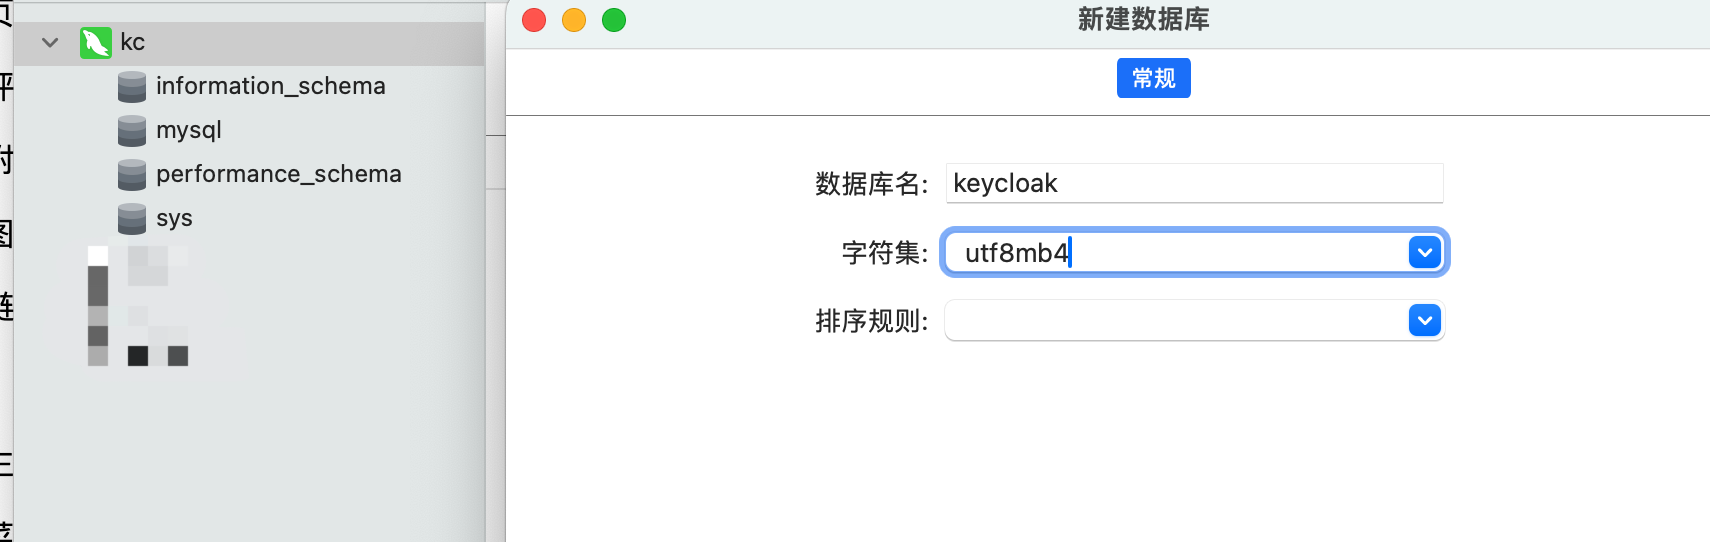 kc
information_schema
mysql
performance_schema
sys
新建数据库
常规
数据库名: keycloak
字符集: utf8mb4
排序规则: